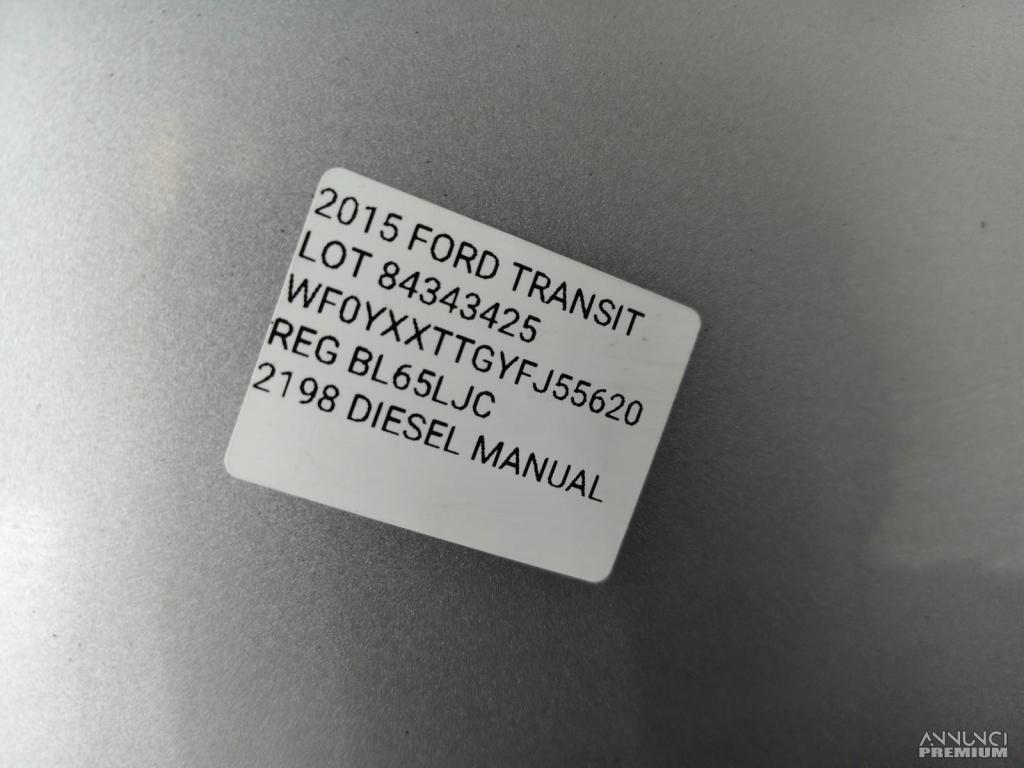 2015 FORD TRANSIT
LOT 84343425
WF0YXXTTGYFJ55620
REG BL65LJC
2198 DIESEL MANUAL
ANNUNCI
PREMIUM